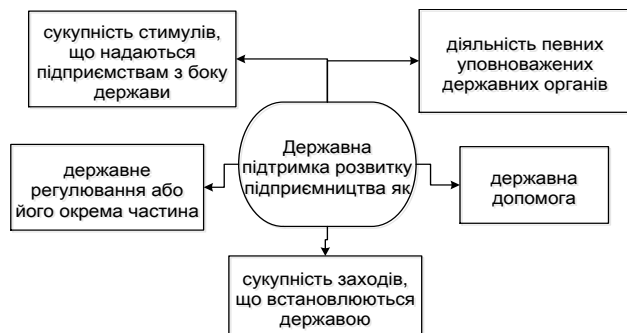 сукупність стимулів,
що надаються
підприємствам з боку
держави
діяльність певних
уповноважених
державних органів
Державна
підтримка розвитку
підприємництва як
державне
регулювання або
його окрема частина
державна
допомога
сукупність заходів,
що встановлюються
державою